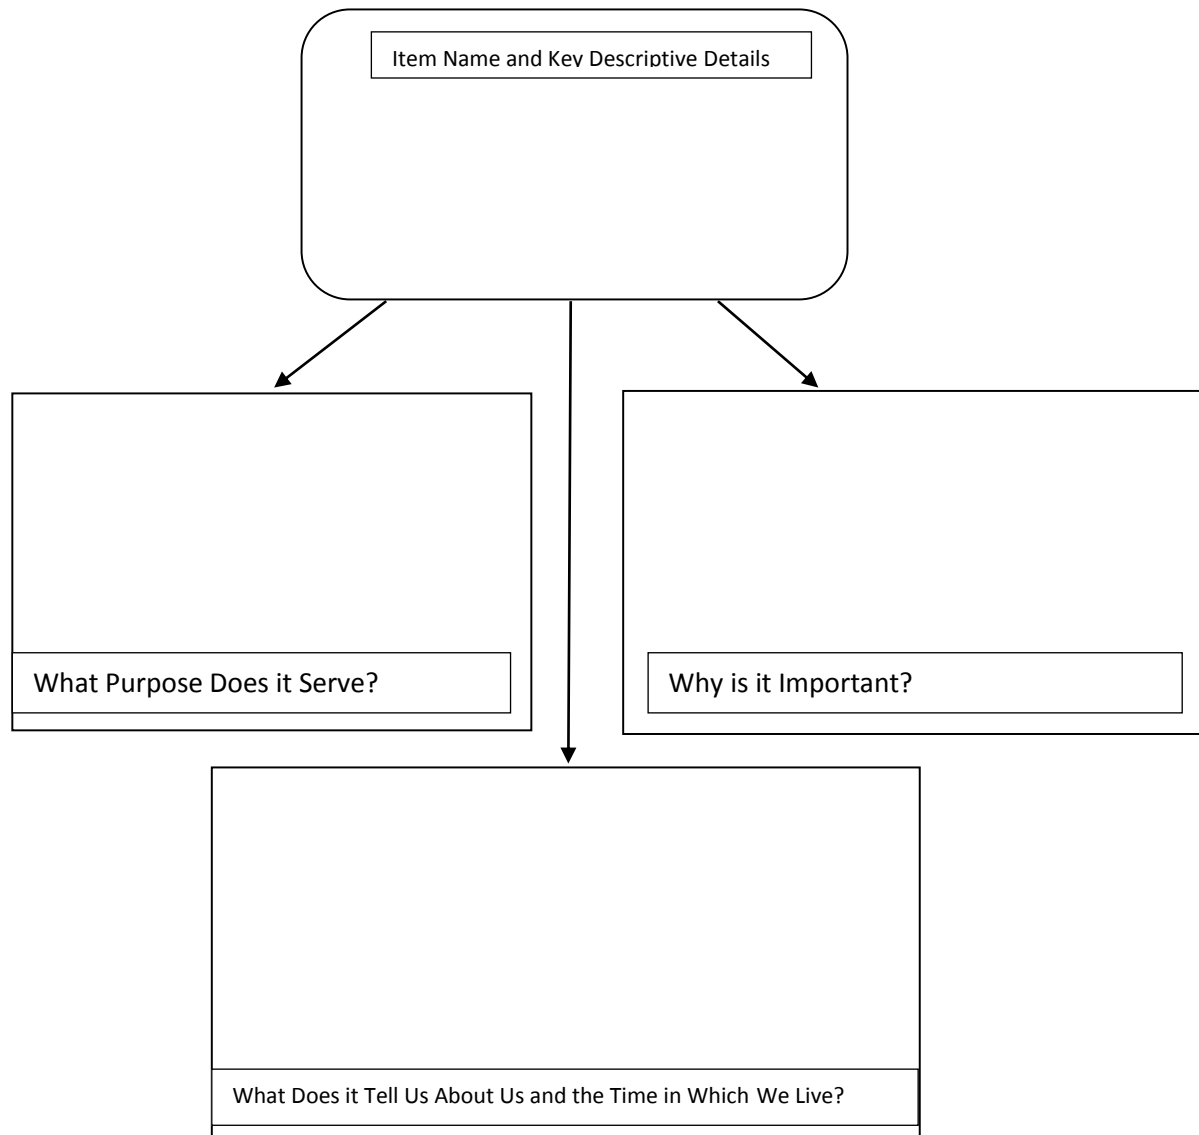 Item Name and Key Descriptive Details
What Purpose Does it Serve?
Why is it Important?
What Does it Tell Us About Us and the Time in Which We Live?